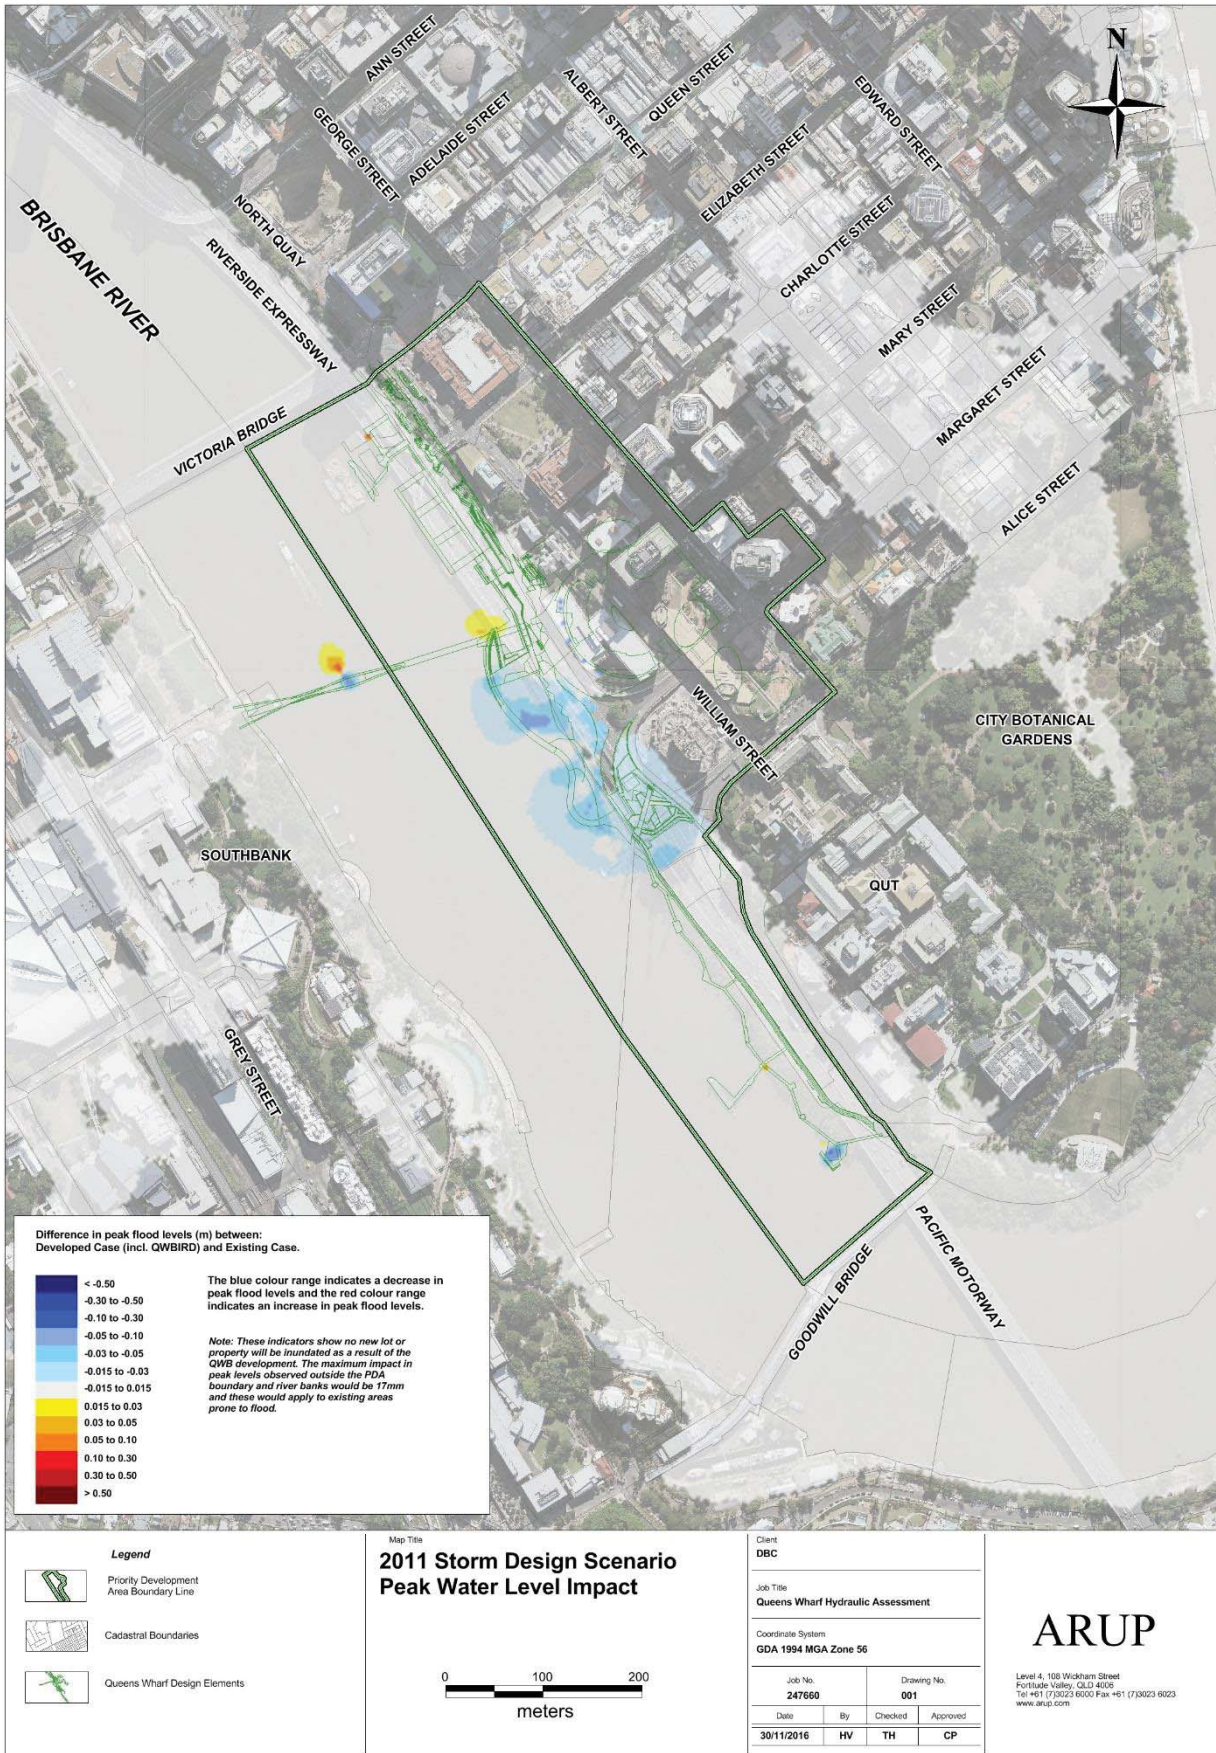 N
ANN STREET
ADELAIDE STREET
ALBERT STREET
QUEEN STREET
GEORGE STREET
EDWARD STREET
ELIZABETH STREET
NORTH QUAY
CHARLOTTE STREET
BRISBANE RIVER
RIVERSIDE EXPRESSWAY
MARY STREET
MARGARET STREET
VICTORIA BRIDGE
ALICE STREET
WILLIAM STREET
CITY BOTANICAL
GARDENS
SOUTHBANK
QUT
GREY STREET
PACIFIC MOTORWAY
GOODWILL BRIDGE
Difference in peak flood levels (m) between:
Developed Case (incl. QWBIRD) and Existing Case.
< -0.50
-0.30 to -0.50
-0.10 to -0.30
-0.05 to -0.10
-0.03 to -0.05
-0.015 to -0.03
-0.015 to 0.015
0.015 to 0.03
0.03 to 0.05
0.05 to 0.10
0.10 to 0.30
0.30 to 0.50
> 0.50
The blue colour range indicates a decrease in
peak flood levels and the red colour range
indicates an increase in peak flood levels.
Note: These indicators show no new lot or
property will be inundated as a result of the
QWB development. The maximum impact in
peak levels observed outside the PDA
boundary and river banks would be 17mm
and these would apply to existing areas
prone to flood.
Legend
Priority Development
Area Boundary Line
Cadastral Boundaries
Queens Wharf Design Elements
Map Title
2011 Storm Design Scenario
Peak Water Level Impact
0 100 200
meters
Client
DBC
Job Title
Queens Wharf Hydraulic Assessment
Coordinate System
GDA 1994 MGA Zone 56
Job No. Drawing No.
247660 001
Date By Checked Approved
30/11/2016 HV TH CP
ARUP
Level 4, 108 Wickham Street
Fortitude Valley, QLD 4006
Tel +61 (7)3023 6000 Fax +61 (7)3023 6023
www.arup.com